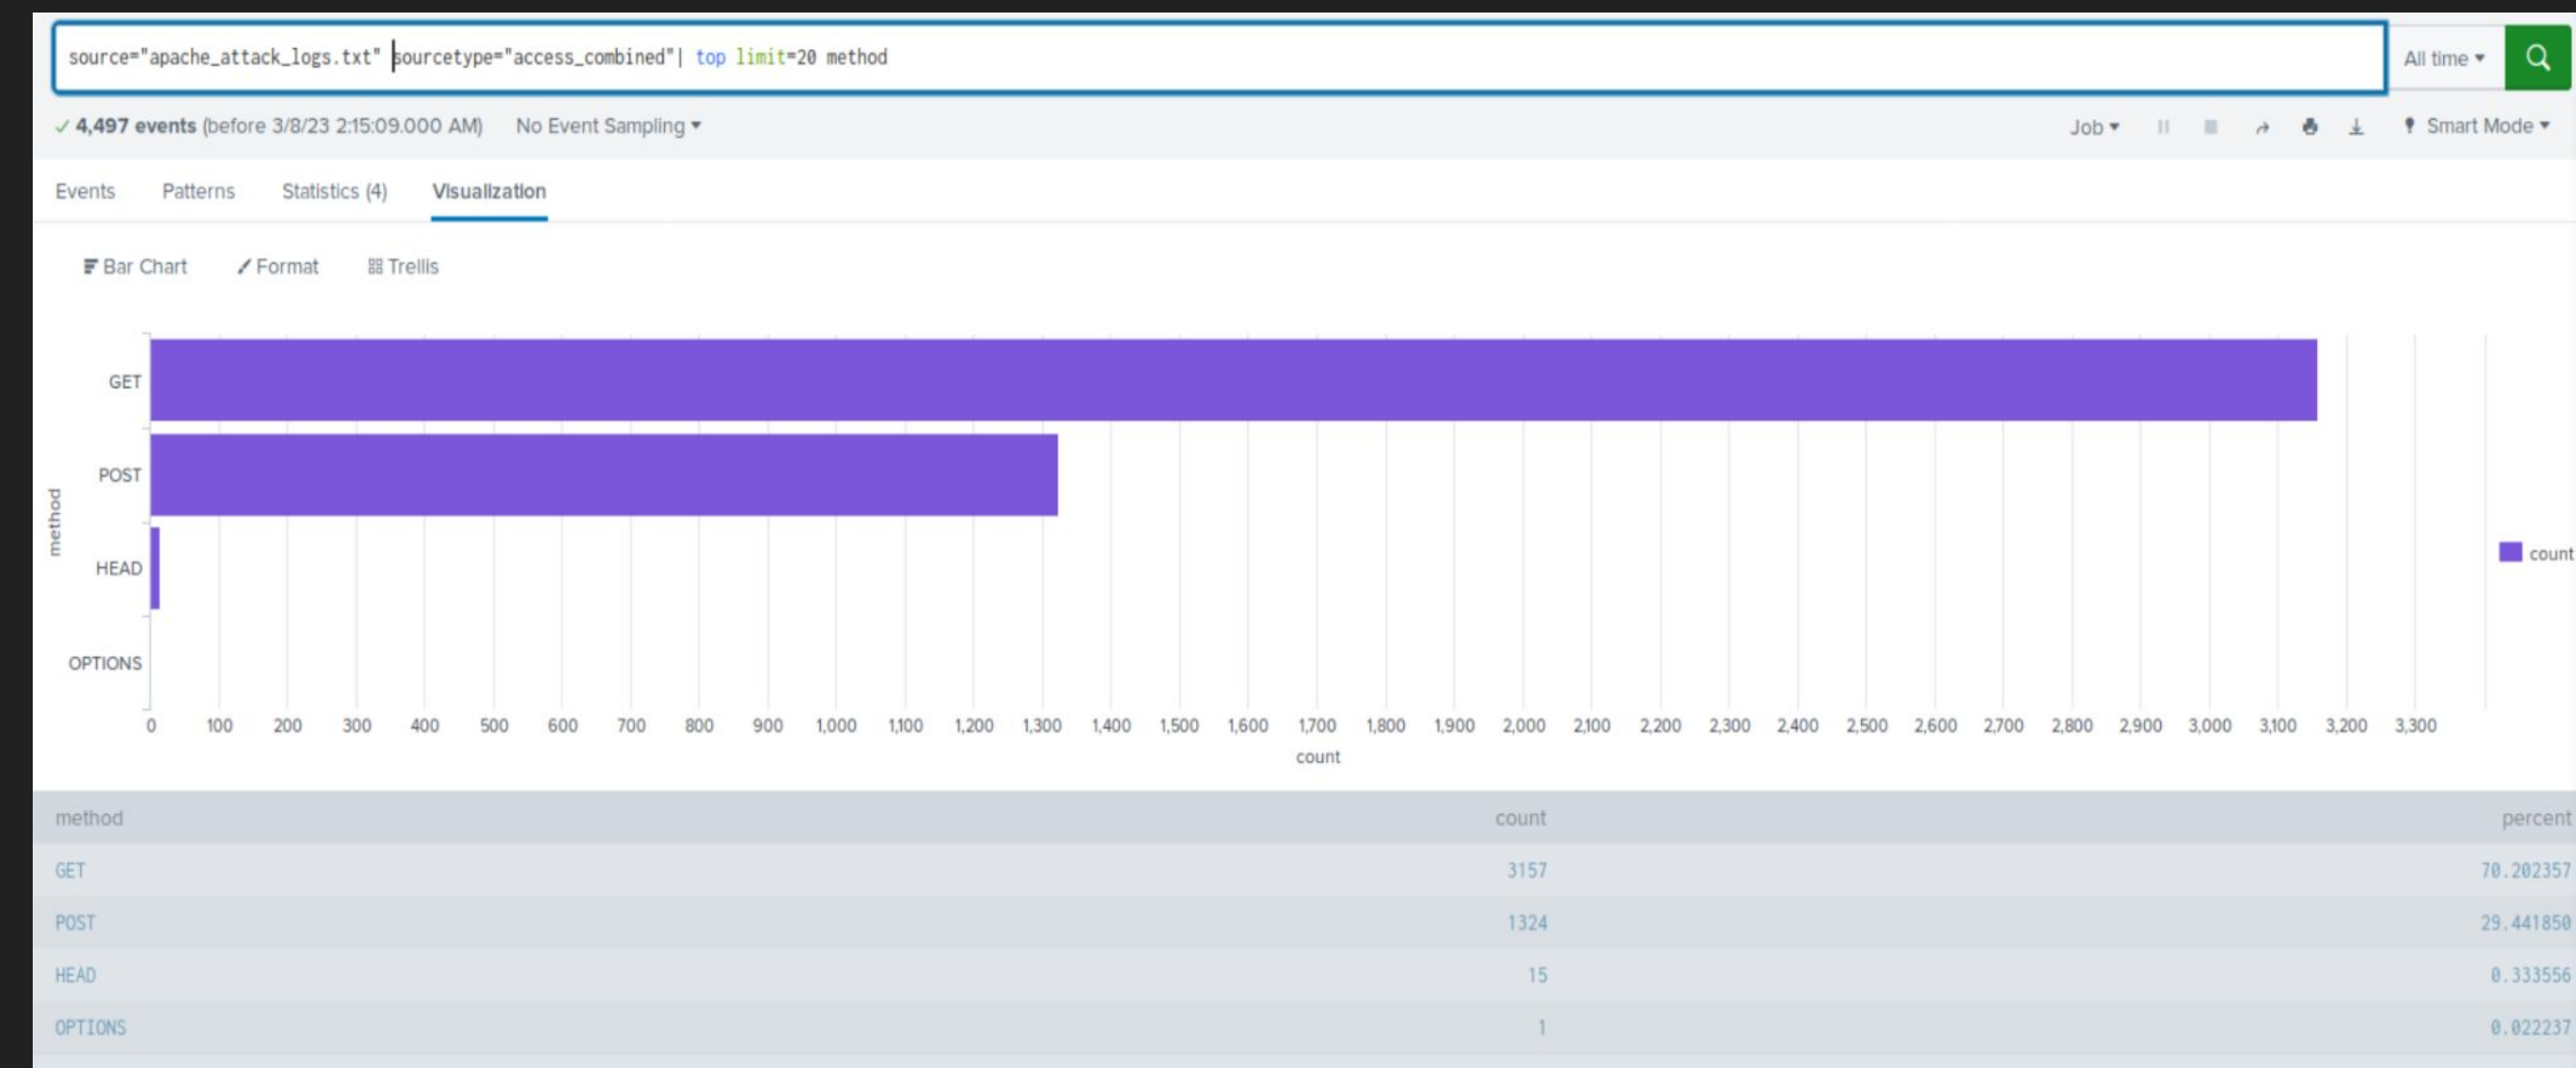 source="apache_attack_logs.txt" sourcetype="access_combined"| top limit=20 method
All time
4,497 events (before 3/8/23 2:15:09.000 AM) No Event Sampling
Job Smart Mode
Events Patterns Statistics (4) Visualization
Bar Chart Format Trellis
GET
POST
HEAD
OPTIONS
method
0 100 200 300 400 500 600 700 800 900 1,000 1,100 1,200 1,300 1,400 1,500 1,600 1,700 1,800 1,900 2,000 2,100 2,200 2,300 2,400 2,500 2,600 2,700 2,800 2,900 3,000 3,100 3,200 3,300
count
count
method count percent
GET 3157 70.202357
POST 1324 29.441850
HEAD 15 0.333556
OPTIONS 1 0.022237